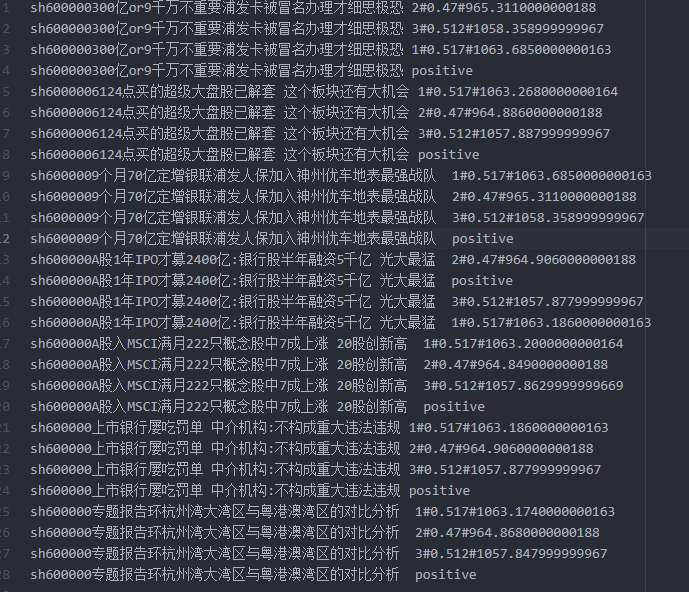 1 sh600000300亿or9千万不重要浦发卡被冒名办理才细思极恐 2#0.47#965.3110000000188
2 sh600000300亿or9千万不重要浦发卡被冒名办理才细思极恐 3#0.512#1058.358999999967
3 sh600000300亿or9千万不重要浦发卡被冒名办理才细思极恐 1#0.517#1063.6850000000163
4 sh600000300亿or9千万不重要浦发卡被冒名办理才细思极恐 positive
5 sh6000006124点买的超级大盘股已解套 这个板块还有大机会 1#0.517#1063.2680000000164
6 sh6000006124点买的超级大盘股已解套 这个板块还有大机会 2#0.47#964.8860000000188
7 sh6000006124点买的超级大盘股已解套 这个板块还有大机会 3#0.512#1057.887999999967
8 sh6000006124点买的超级大盘股已解套 这个板块还有大机会 positive
9 sh6000009个月70亿定增银联浦发人保加入神州优车地表最强战队 1#0.517#1063.6850000000163
10 sh6000009个月70亿定增银联浦发人保加入神州优车地表最强战队 2#0.47#965.3110000000188
11 sh6000009个月70亿定增银联浦发人保加入神州优车地表最强战队 3#0.512#1058.358999999967
12 sh6000009个月70亿定增银联浦发人保加入神州优车地表最强战队 positive
13 sh600000A股1年IPO才募2400亿:银行股半年融资5千亿 光大最猛 2#0.47#964.9060000000188
14 sh600000A股1年IPO才募2400亿:银行股半年融资5千亿 光大最猛 positive
15 sh600000A股1年IPO才募2400亿:银行股半年融资5千亿 光大最猛 3#0.512#1057.877999999967
16 sh600000A股1年IPO才募2400亿:银行股半年融资5千亿 光大最猛 1#0.517#1063.1860000000163
17 sh600000A股入MSCI满月222只概念股中7成上涨 20股创新高 1#0.517#1063.2000000000164
18 sh600000A股入MSCI满月222只概念股中7成上涨 20股创新高 2#0.47#964.8490000000188
19 sh600000A股入MSCI满月222只概念股中7成上涨 20股创新高 3#0.512#1057.8629999999669
20 sh600000A股入MSCI满月222只概念股中7成上涨 20股创新高 positive
21 sh600000上市银行屡吃罚单 中介机构:不构成重大违法违规 1#0.517#1063.1860000000163
22 sh600000上市银行屡吃罚单 中介机构:不构成重大违法违规 2#0.47#964.9060000000188
23 sh600000上市银行屡吃罚单 中介机构:不构成重大违法违规 3#0.512#1057.877999999967
24 sh600000上市银行屡吃罚单 中介机构:不构成重大违法违规 positive
25 sh600000专题报告环杭州湾大湾区与粤港澳湾区的对比分析 1#0.517#1063.1740000000163
26 sh600000专题报告环杭州湾大湾区与粤港澳湾区的对比分析 2#0.47#964.8680000000188
27 sh600000专题报告环杭州湾大湾区与粤港澳湾区的对比分析 3#0.512#1057.847999999967
28 sh600000专题报告环杭州湾大湾区与粤港澳湾区的对比分析 positive